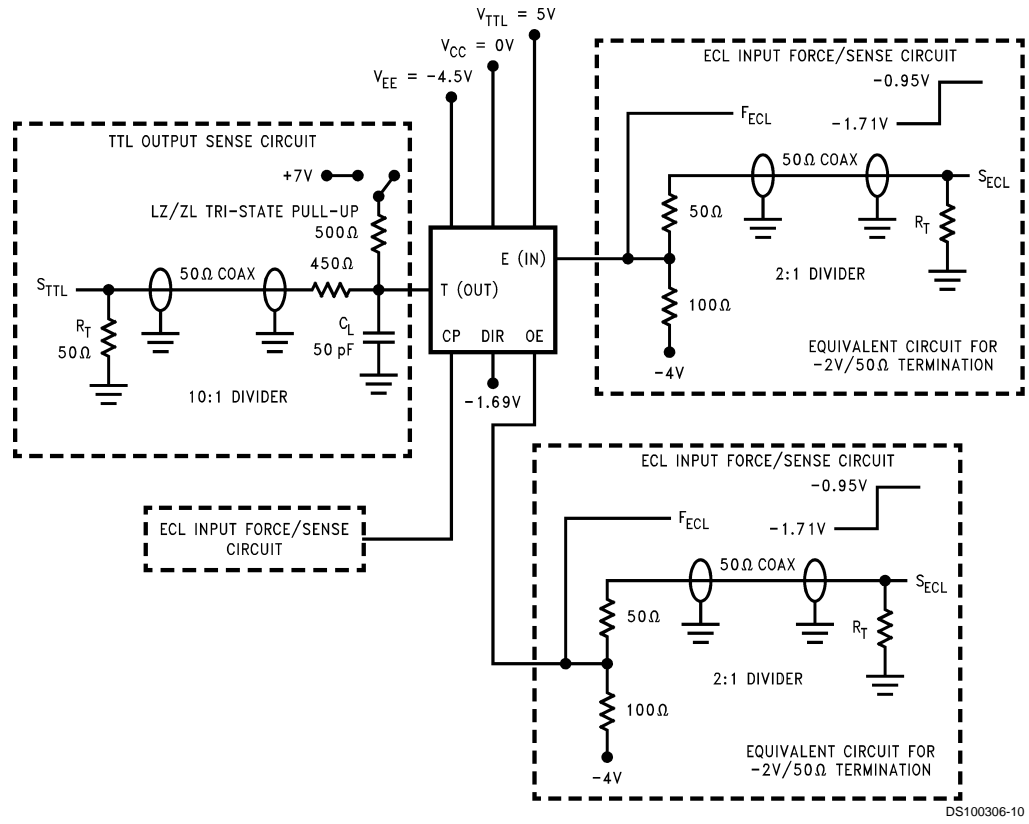 V_TTL = 5V
V_CC = 0V
V_EE = −4.5V
TTL OUTPUT SENSE CIRCUIT
+7V
LZ/ZL TRI-STATE PULL-UP
500Ω
450Ω
50Ω COAX
S_TTL
R_T
50Ω
C_L
50 pF
10:1 DIVIDER
E (IN)
T (OUT)
CP DIR OE
−1.69V
ECL INPUT FORCE/SENSE CIRCUIT
−0.95V
−1.71V
F_ECL
50Ω COAX
S_ECL
50Ω
R_T
2:1 DIVIDER
100Ω
−4V
EQUIVALENT CIRCUIT FOR
−2V/50Ω TERMINATION
ECL INPUT FORCE/SENSE
CIRCUIT
ECL INPUT FORCE/SENSE CIRCUIT
−0.95V
−1.71V
F_ECL
50Ω COAX
S_ECL
50Ω
R_T
2:1 DIVIDER
100Ω
−4V
EQUIVALENT CIRCUIT FOR
−2V/50Ω TERMINATION
DS100306-10